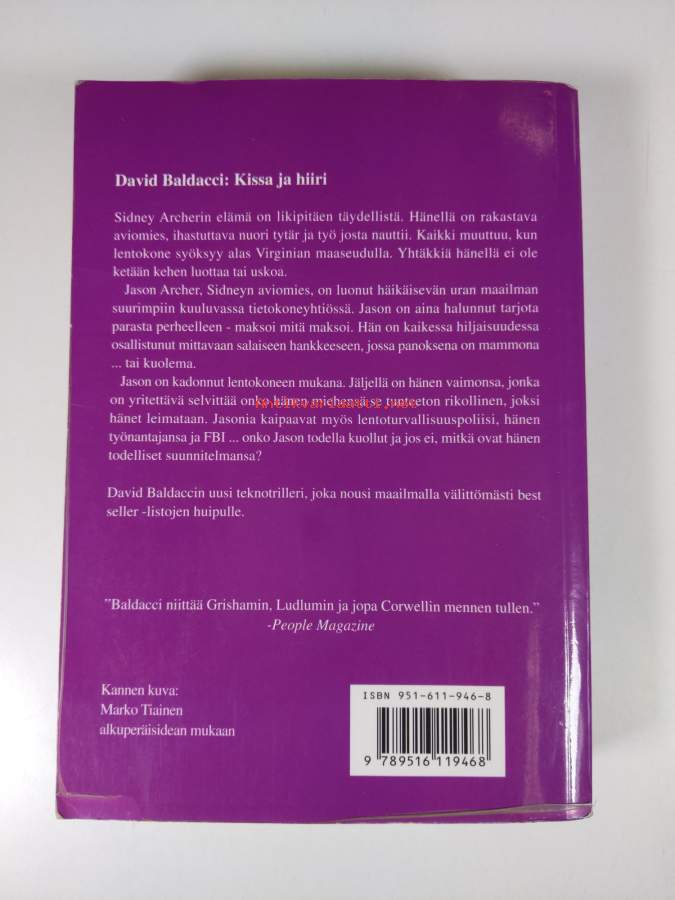 David Baldacci: Kissa ja hiiri
Sidney Archerin elämä on likipitäen täydellistä. Hänellä on rakastava
aviomies, ihastuttava nuori tytär ja työ josta nauttii. Kaikki muuttuu, kun
lentokone syöksyy alas Virginian maaseudulla. Yhtäkkiä hänellä ei ole
ketään kehen luottaa tai uskoa.
Jason Archer, Sidneyn aviomies, on luonut häikäisevän uran maailman
suurimpiin kuuluvassa tietokoneyhtiössä. Jason on aina halunnut tarjota
parasta perheelleen - maksoi mitä maksoi. Hän on kaikessa hiljaisuudessa
osallistunut mittavaan salaiseen hankkeeseen, jossa panoksena on mammona
... tai kuolema.
Jason on kadonnut lentokoneen mukana. Jäljellä on hänen vaimonsa, jonka
on yritettävä selvittää onko hänen miehensä se tunteeton rikollinen, joksi
Antikvariaatti.net
hänet leimataan. Jasonia kaipaavat myös lentoturvallisuuspoliisi, hänen
työnantajansa ja FBI ... onko Jason todella kuollut ja jos ei, mitkä ovat hänen
todelliset suunnitelmansa?
David Baldaccin uusi teknotrilleri, joka nousi maailmalla välittömästi best
seller -listojen huipulle.
”Baldacci niittää Grishamin, Ludlumin ja jopa Corwellin mennen tullen.”
-People Magazine
Kannen kuva:
Marko Tiainen
alkuperäisidean mukaan
ISBN 951-611-946-8
9 789516 119468